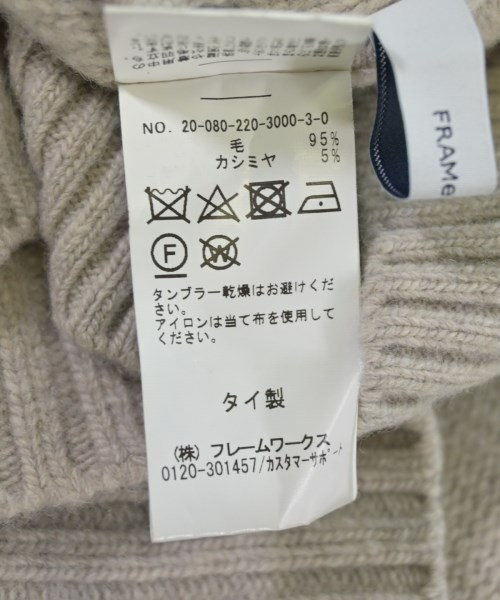 NO. 20-080-220-3000-3-0
毛 95%
カシミヤ 5%
F
W
タンブラー乾燥はお避けくだ
さい。
アイロンは当て布を使用して
ください。
タイ製
(株) フレームワークス
0120-301457/カスタマーサポート
FRAMe